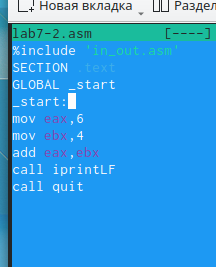 Новая вкладка Раздел
lab7-2.asm [----]
%include 'in_out.asm'
SECTION .text
GLOBAL _start
_start:
mov eax,6
mov ebx,4
add eax,ebx
call iprintLF
call quit